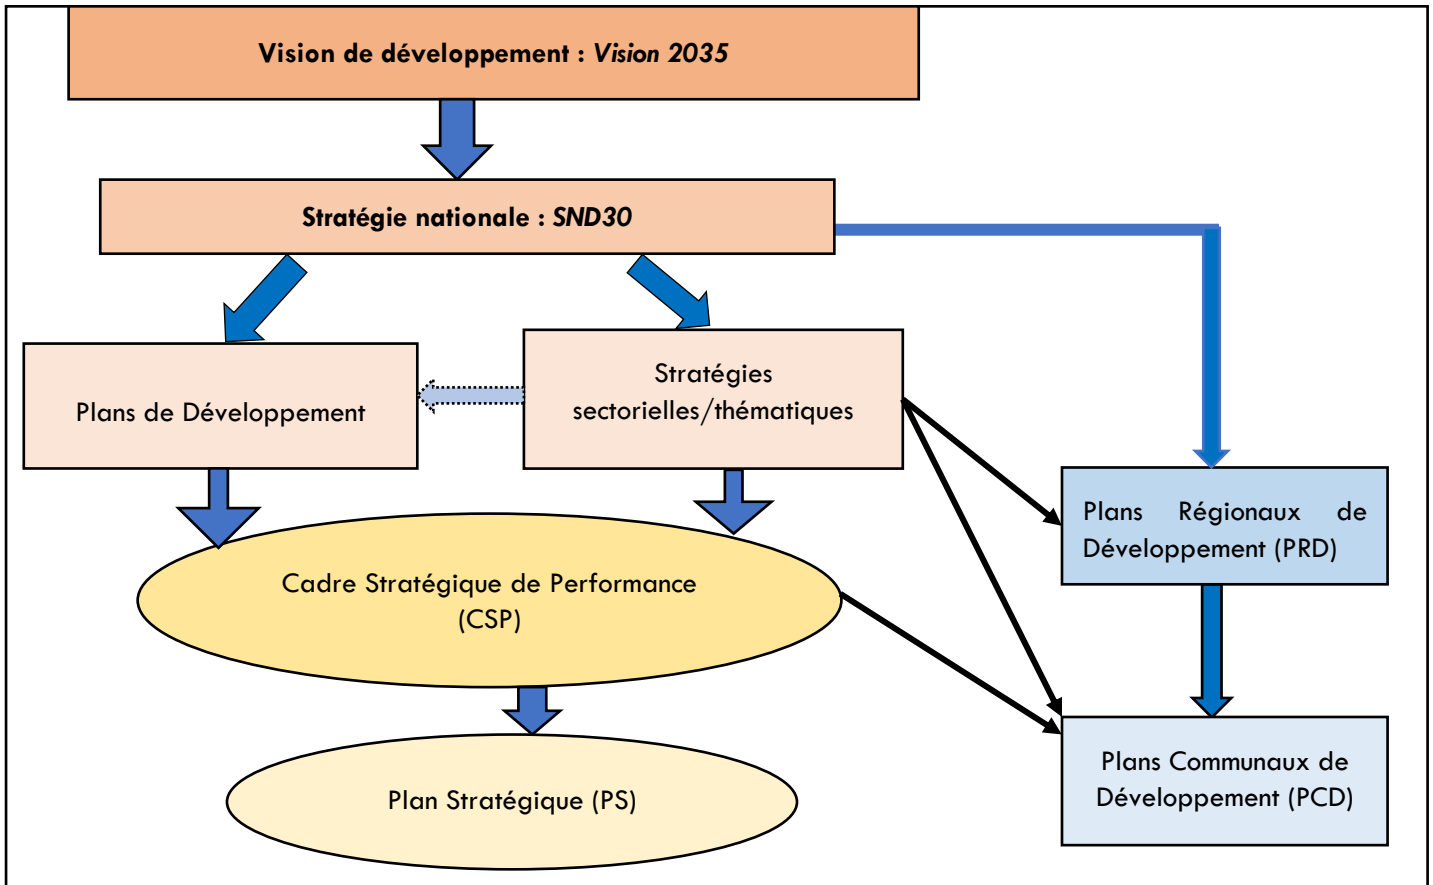 Vision de développement : Vision 2035
Stratégie nationale : SND30
Stratégies
sectorielles/thématiques
Plans de Développement
Plans Régionaux de
Développement (PRD)
Cadre Stratégique de Performance
(CSP)
Plans Communaux de
Développement (PCD)
Plan Stratégique (PS)